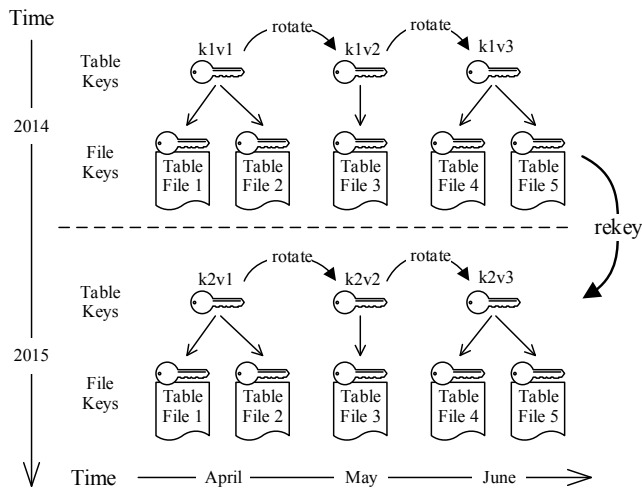 Time
k1v1 rotate k1v2 rotate k1v3
Table
Keys
2014
File
Keys
Table
File 1
Table
File 2
Table
File 3
Table
File 4
Table
File 5
rekey
k2v1 rotate k2v2 rotate k2v3
Table
Keys
2015
File
Keys
Table
File 1
Table
File 2
Table
File 3
Table
File 4
Table
File 5
Time April May June